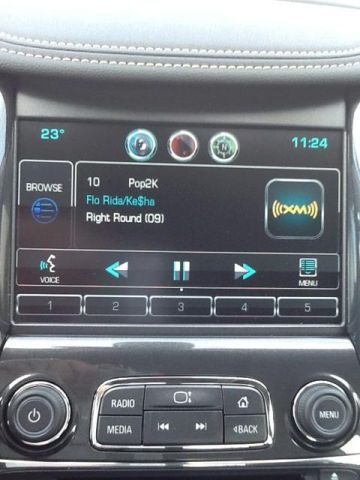 23° 11:24
N
BROWSE
10 Pop2K
Flo Rida/Ke$ha
Right Round (09)
((XM))
VOICE
MENU
1 2 3 4 5
RADIO
MENU
MEDIA
BACK